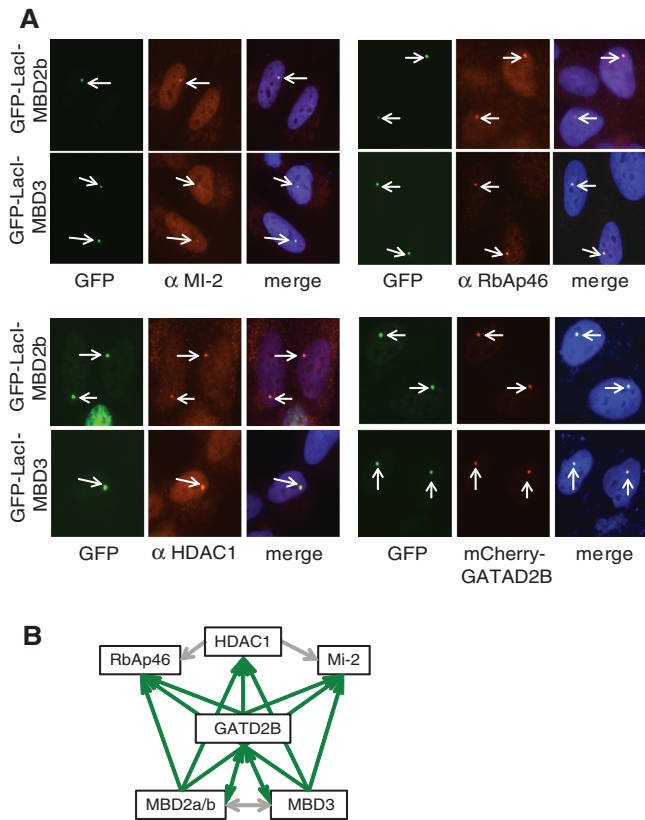 A
GFP-LacI-
MBD2b
GFP-LacI-
MBD3
GFP
α MI-2
merge
GFP
α RbAp46
merge
GFP-LacI-
MBD2b
GFP-LacI-
MBD3
GFP
α HDAC1
merge
GFP
mCherry-
GATAD2B
merge
B
HDAC1
RbAp46
Mi-2
GATD2B
MBD2a/b
MBD3